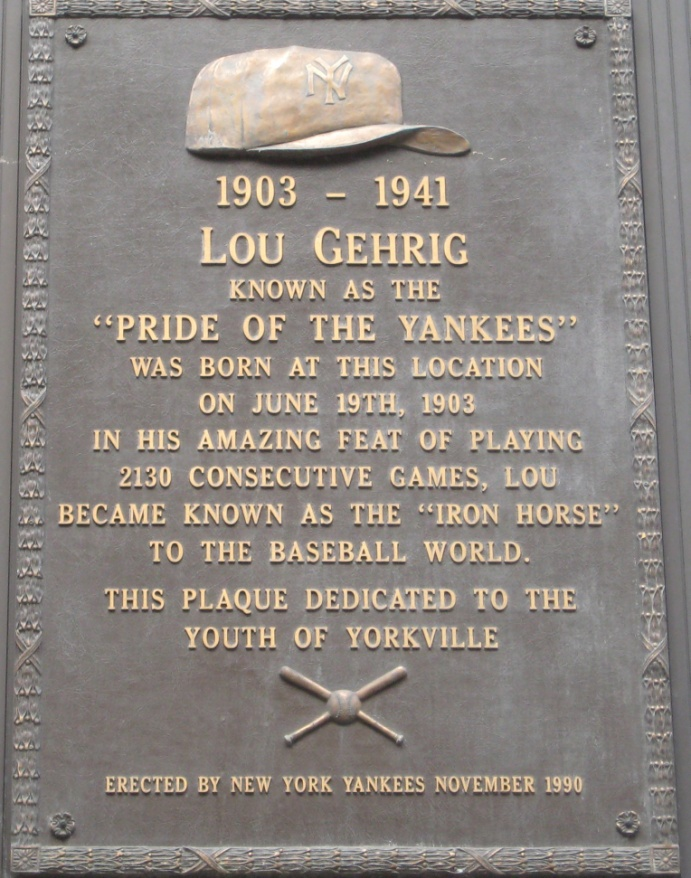 NY
1903 – 1941
LOU GEHRIG
KNOWN AS THE
“PRIDE OF THE YANKEES”
WAS BORN AT THIS LOCATION
ON JUNE 19TH, 1903
IN HIS AMAZING FEAT OF PLAYING
2130 CONSECUTIVE GAMES, LOU
BECAME KNOWN AS THE “IRON HORSE”
TO THE BASEBALL WORLD.
THIS PLAQUE DEDICATED TO THE
YOUTH OF YORKVILLE
ERECTED BY NEW YORK YANKEES NOVEMBER 1990